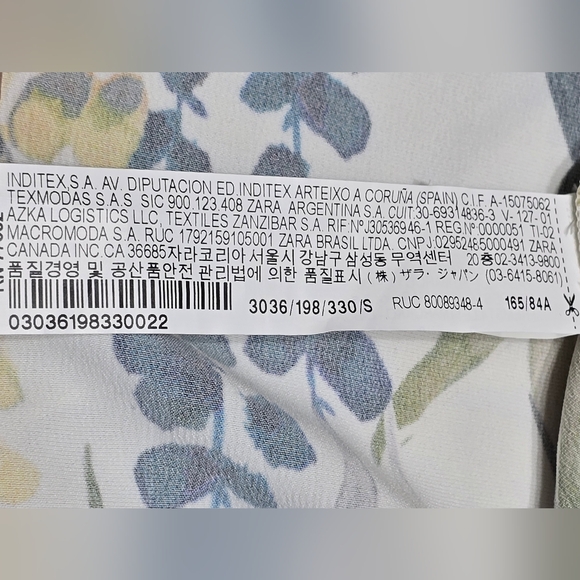 INDITEX,S.A. AV. DIPUTACION ED.INDITEX ARTEIXO A CORUÑA (SPAIN) C.I.F. A-15075062
TEXMODAS S.A.S SIC 900.123.408 ZARA ARGENTINA S.A. CUIT:30-69314836-3 V-127-01
AZKA LOGISTICS LLC, TEXTILES ZANZIBAR S.A. RIF:NºJ30536946-1 REG.Nº0000051 TI-02
MACROMODA S.A. RUC 1792159105001 ZARA BRASIL LTDA. CNPJ:02952485000491 ZARA
CANADA INC.CA 36685자라코리아 서울시강남구삼성동 무역센터 20층02-3413-9800
품질경영 및 공산품안전 관리법에 의한 품질표시 (株) ザラ・ジャパン (03-6415-8061)
3036/198/330/S RUC 80089348-4 165/84A
03036198330022